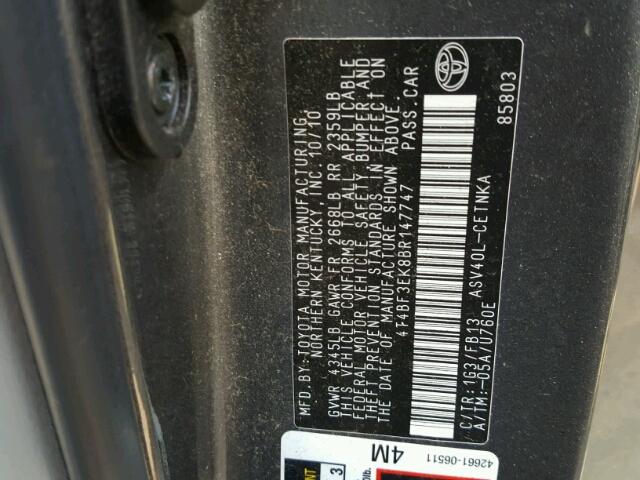 MFD. BY: TOYOTA MOTOR MANUFACTURING,
NORTHERN KENTUCKY, INC. 10/10
GVWR 4345LB GAWR FR 2668LB RR 2359LB
THIS VEHICLE CONFORMS TO ALL APPLICABLE
FEDERAL MOTOR VEHICLE SAFETY, BUMPER AND
THEFT PREVENTION STANDARDS IN EFFECT ON
THE DATE OF MANUFACTURE SHOWN ABOVE.
4T4BF3EK8BR147747 PASS.CAR
C/TR:1G3/FB13 ASV40L-CETNKA
A/TM:-05A/U760E 85803
42661-06511
4M
3